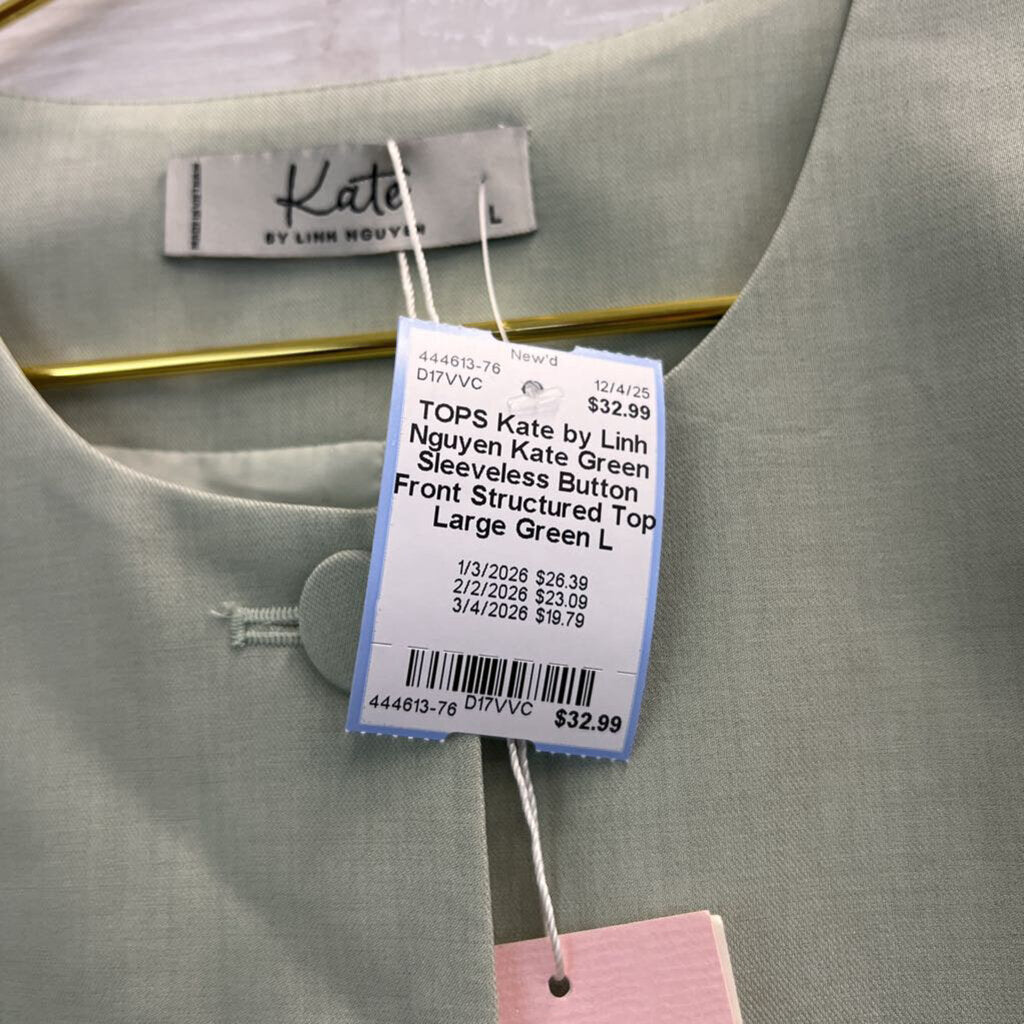 Kate
BY LINH NGUYEN
L
New'd
444613-76
D17VVC
12/4/25
$32.99
TOPS Kate by Linh
Nguyen Kate Green
Sleeveless Button
Front Structured Top
Large Green L
1/3/2026 $26.39
2/2/2026 $23.09
3/4/2026 $19.79
444613-76 D17VVC $32.99